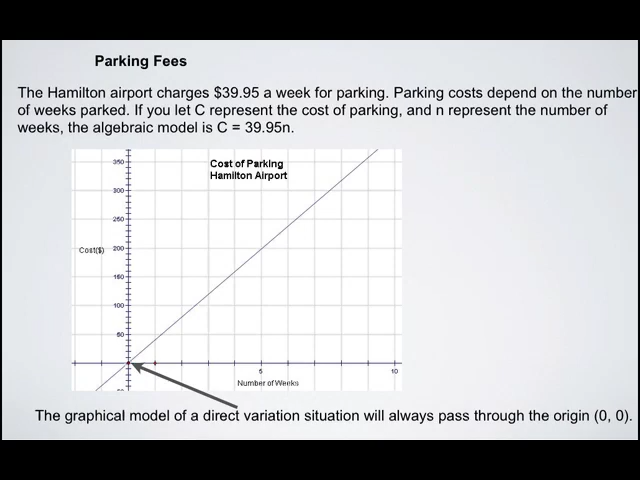 Parking Fees
The Hamilton airport charges $39.95 a week for parking. Parking costs depend on the number
of weeks parked. If you let C represent the cost of parking, and n represent the number of
weeks, the algebraic model is C = 39.95n.
Cost of Parking
Hamilton Airport
350
300
250
Cost($) 200
150
100
50
5 10
Number of Weeks
The graphical model of a direct variation situation will always pass through the origin (0, 0).